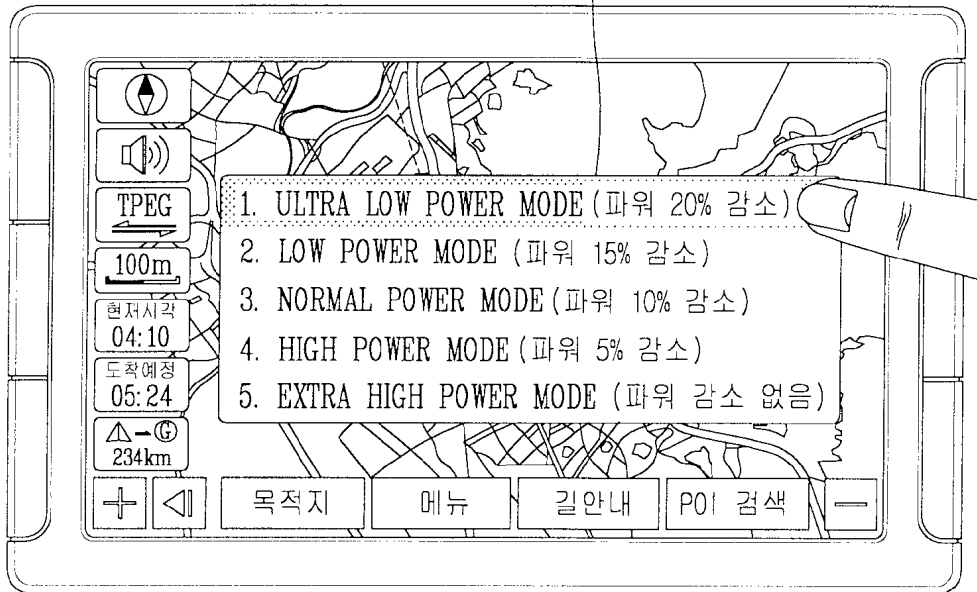 TPEG
100m
현재시각
04:10
도착예정
05:24
G
234km
1. ULTRA LOW POWER MODE(파워 20% 감소)
2. LOW POWER MODE (파워 15% 감소)
3. NORMAL POWER MODE(파워 10% 감소)
4. HIGH POWER MODE(파워 5% 감소)
5. EXTRA HIGH POWER MODE (파워 감소 없음)
목적지
메뉴
길안내
POI 검색